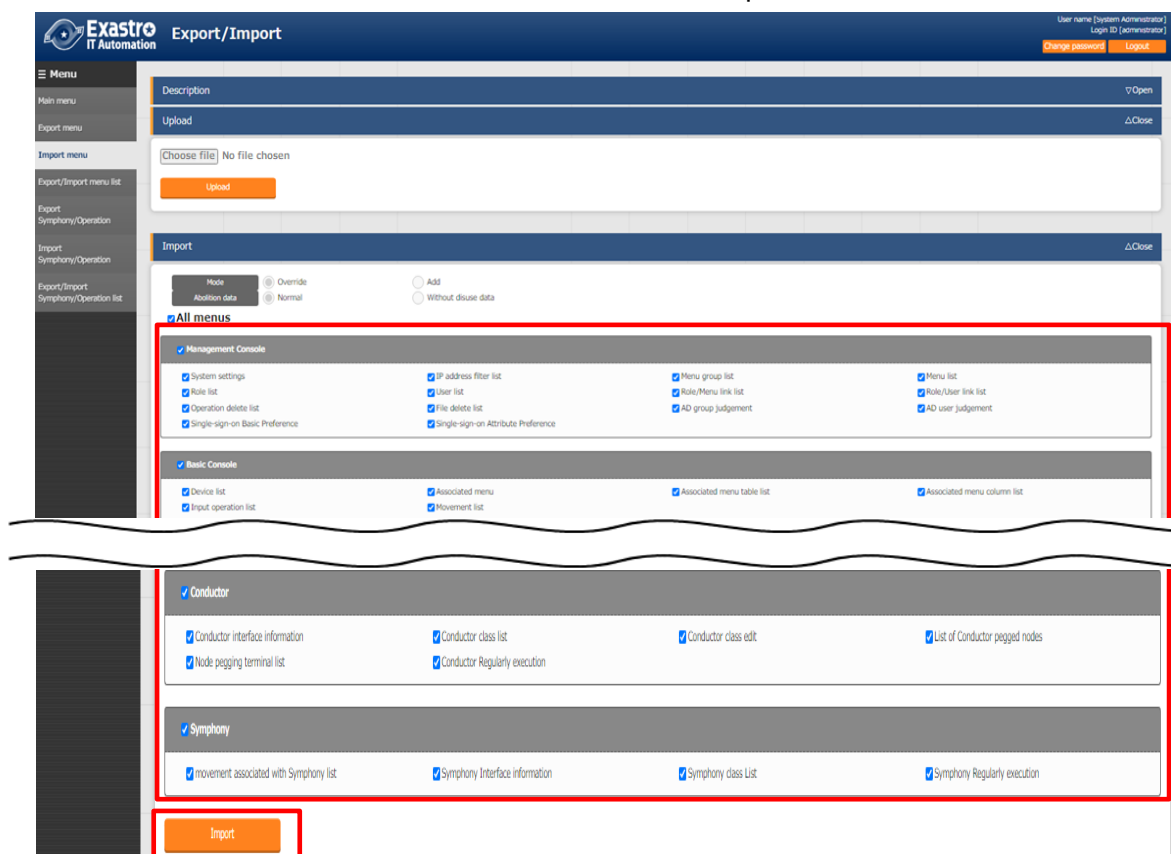 Exastro
IT Automation
Export/Import
User name [System Administrator]
Login ID [administrator]
Change password
Logout
☰ Menu
Main menu
Export menu
Import menu
Export/Import menu list
Export
Symphony/Operation
Import
Symphony/Operation
Export/Import
Symphony/Operation list
Description ▽Open
Upload △Close
Choose file No file chosen
Upload
Import △Close
Mode Override Add
Abolition data Normal Without disuse data
All menus
Management Console
System settings IP address filter list Menu group list Menu list
Role list User list Role/Menu link list Role/User link list
Operation delete list File delete list AD group judgement AD user judgement
Single-sign-on Basic Preference Single-sign-on Attribute Preference
Basic Console
Device list Associated menu Associated menu table list Associated menu column list
Input operation list Movement list
Conductor
Conductor interface information Conductor class list Conductor class edit List of Conductor pegged nodes
Node pegging terminal list Conductor Regularly execution
Symphony
movement associated with Symphony list Symphony Interface information Symphony class List Symphony Regularly execution
Import